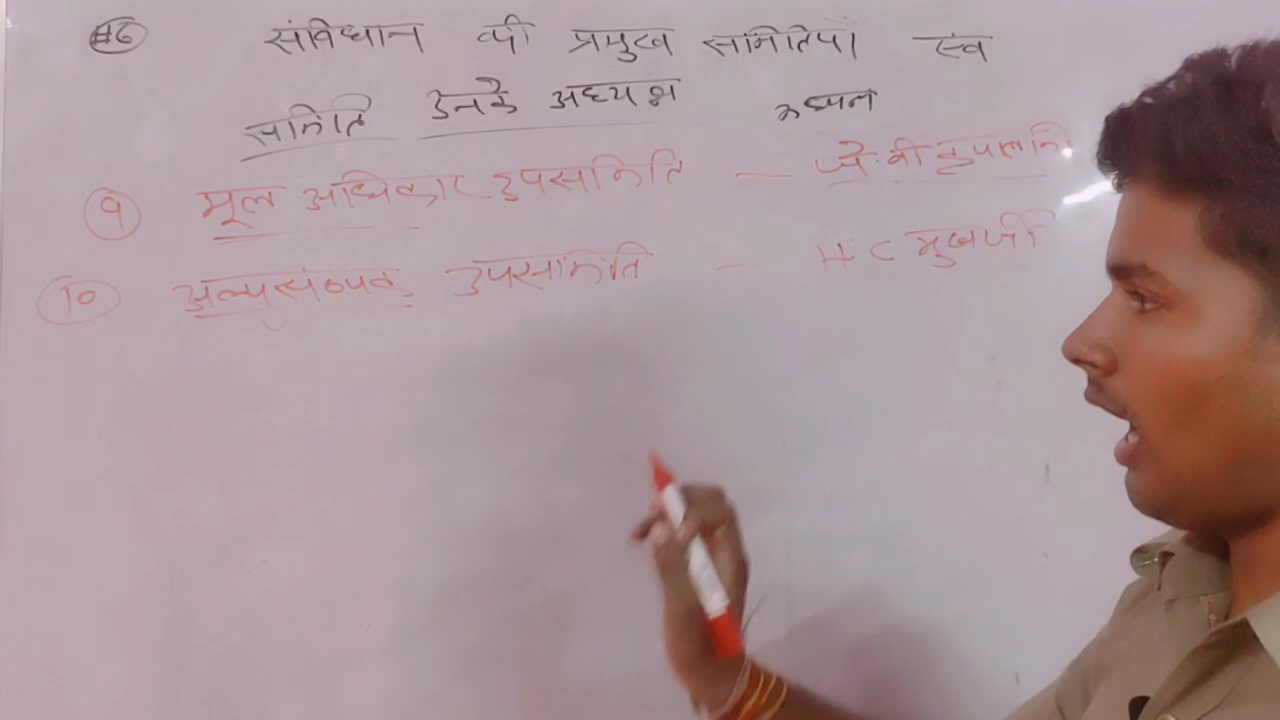 #6 संविधान की प्रमुख समितियां एवं
समिति उनके अध्यक्ष
9 मूल अधिकार उपसमिति — जे. बी कृपलानि
10 अल्पसंख्यक उपसमिति — H C मुखर्जी